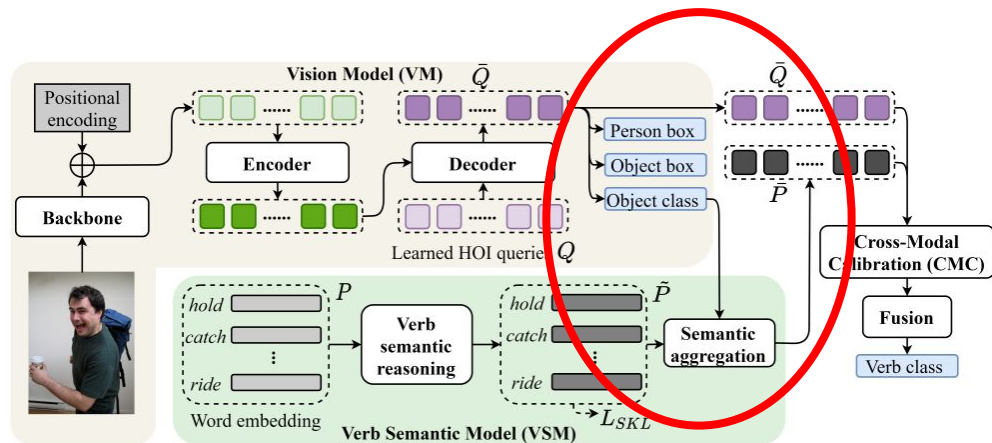 Vision Model (VM)
Q̄
Q̄
Positional
encoding
Person box
Encoder
Decoder
Object box
P̄
Backbone
Object class
Learned HOI queries Q
Cross-Modal
Calibration (CMC)
hold
P
hold
P̃
catch
Verb
semantic
reasoning
catch
Semantic
aggregation
Fusion
ride
ride
Verb class
Word embedding
L_SKL
Verb Semantic Model (VSM)